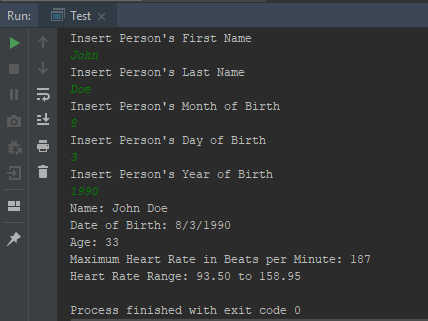 Run: Test
Insert Person's First Name
John
Insert Person's Last Name
Doe
Insert Person's Month of Birth
8
Insert Person's Day of Birth
3
Insert Person's Year of Birth
1990
Name: John Doe
Date of Birth: 8/3/1990
Age: 33
Maximum Heart Rate in Beats per Minute: 187
Heart Rate Range: 93.50 to 158.95
Process finished with exit code 0